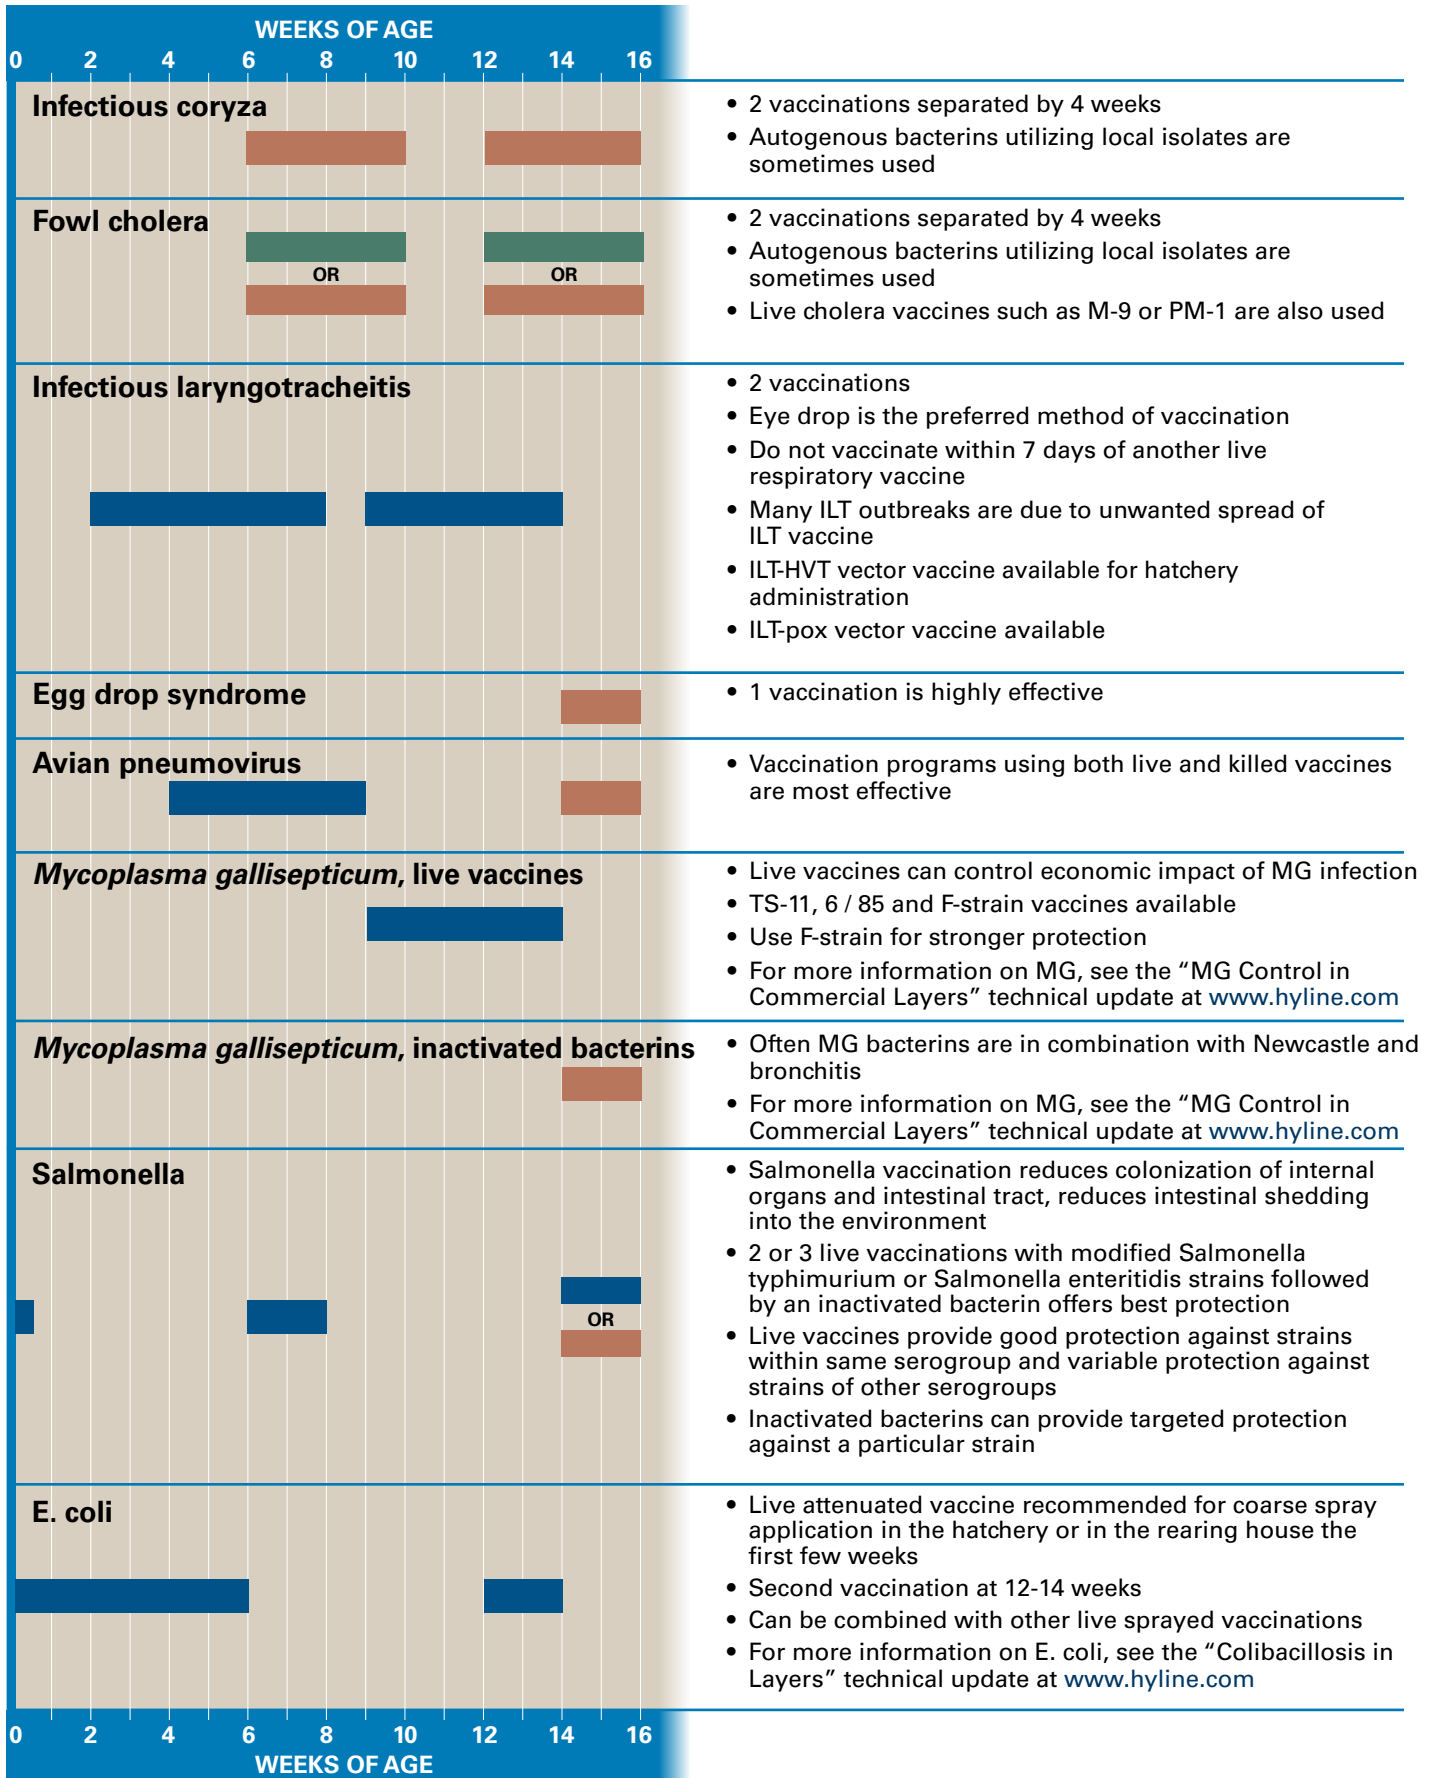 WEEKS OF AGE
0 2 4 6 8 10 12 14 16
Infectious coryza
• 2 vaccinations separated by 4 weeks
• Autogenous bacterins utilizing local isolates are
sometimes used
Fowl cholera
OR OR
• 2 vaccinations separated by 4 weeks
• Autogenous bacterins utilizing local isolates are
sometimes used
• Live cholera vaccines such as M-9 or PM-1 are also used
Infectious laryngotracheitis
• 2 vaccinations
• Eye drop is the preferred method of vaccination
• Do not vaccinate within 7 days of another live
respiratory vaccine
• Many ILT outbreaks are due to unwanted spread of
ILT vaccine
• ILT-HVT vector vaccine available for hatchery
administration
• ILT-pox vector vaccine available
Egg drop syndrome
• 1 vaccination is highly effective
Avian pneumovirus
• Vaccination programs using both live and killed vaccines
are most effective
Mycoplasma gallisepticum, live vaccines
• Live vaccines can control economic impact of MG infection
• TS-11, 6 / 85 and F-strain vaccines available
• Use F-strain for stronger protection
• For more information on MG, see the “MG Control in
Commercial Layers” technical update at www.hyline.com
Mycoplasma gallisepticum, inactivated bacterins
• Often MG bacterins are in combination with Newcastle and
bronchitis
• For more information on MG, see the “MG Control in
Commercial Layers” technical update at www.hyline.com
Salmonella
OR
• Salmonella vaccination reduces colonization of internal
organs and intestinal tract, reduces intestinal shedding
into the environment
• 2 or 3 live vaccinations with modified Salmonella
typhimurium or Salmonella enteritidis strains followed
by an inactivated bacterin offers best protection
• Live vaccines provide good protection against strains
within same serogroup and variable protection against
strains of other serogroups
• Inactivated bacterins can provide targeted protection
against a particular strain
E. coli
• Live attenuated vaccine recommended for coarse spray
application in the hatchery or in the rearing house the
first few weeks
• Second vaccination at 12-14 weeks
• Can be combined with other live sprayed vaccinations
• For more information on E. coli, see the “Colibacillosis in
Layers” technical update at www.hyline.com
0 2 4 6 8 10 12 14 16
WEEKS OF AGE